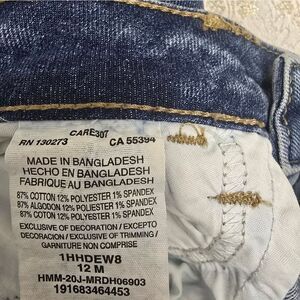 CARE307
RN 130273 CA 55394
MADE IN BANGLADESH
HECHO EN BANGLADESH
FABRIQUÉ AU BANGLADESH
87% COTTON 12% POLYESTER 1% SPANDEX
87% ALGODON 12% POLYESTER 1% SPANDEX
87% COTON 12% POLYESTER 1% SPANDEX
EXCLUSIVE OF DECORATION / EXCEPTO
DECORACION / EXCLUSIVE OF TRIMMING /
GARNITURE NON COMPRISE
1HHDEW8
12 M
HMM-20J-MRDH06903
191683464453